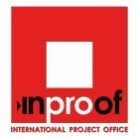 inproof
INTERNATIONAL PROJECT OFFICE